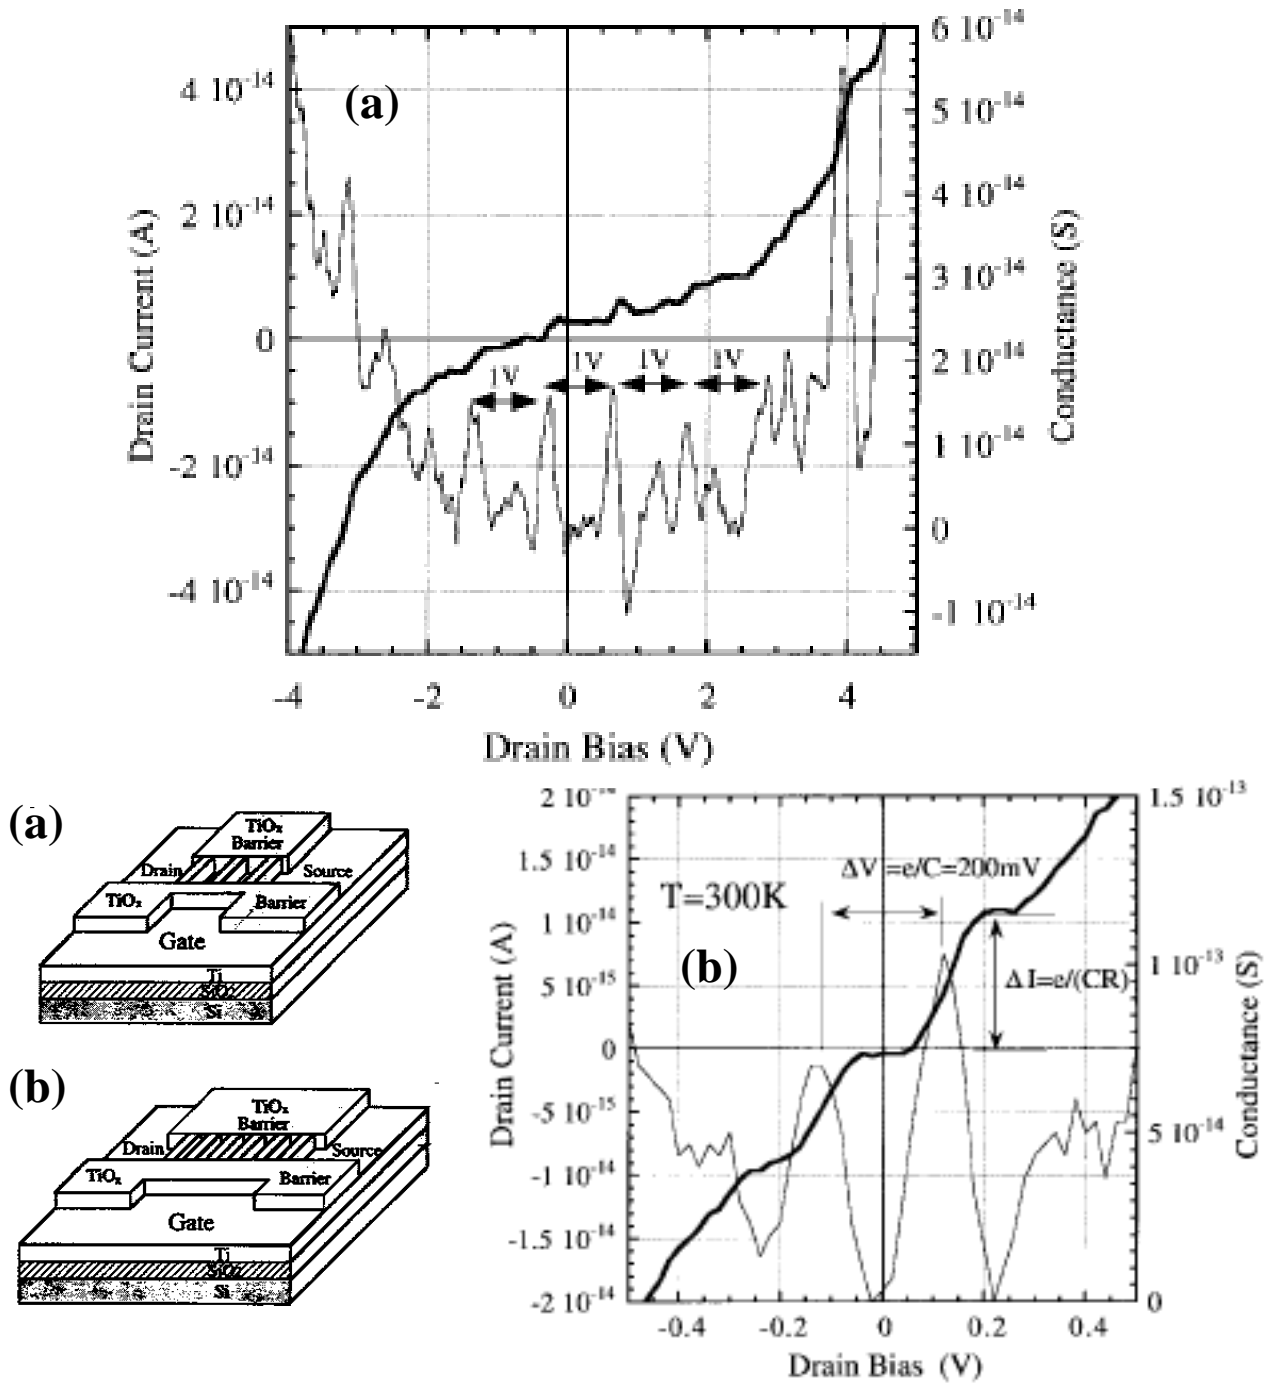 (a)
4 10-14
2 10-14
0
-2 10-14
-4 10-14
Drain Current (A)
6 10-14
5 10-14
4 10-14
3 10-14
2 10-14
1 10-14
0
-1 10-14
Conductance (S)
1V
1V
1V
1V
-4
-2
0
2
4
Drain Bias (V)
(a)
TiOx
Barrier
Drain
Source
TiOx
Barrier
Gate
Ti
SiO2
Si
(b)
TiOx
Barrier
Drain
Source
TiOx
Barrier
Gate
Ti
SiO2
Si
2 10-14
1.5 10-14
1 10-14
5 10-15
0
-5 10-15
-1 10-14
-1.5 10-14
-2 10-14
Drain Current (A)
ΔV =e/C=200mV
T=300K
(b)
ΔI=e/(CR)
1.5 10-13
1 10-13
5 10-14
0
Conductance (S)
-0.4
-0.2
0
0.2
0.4
Drain Bias (V)